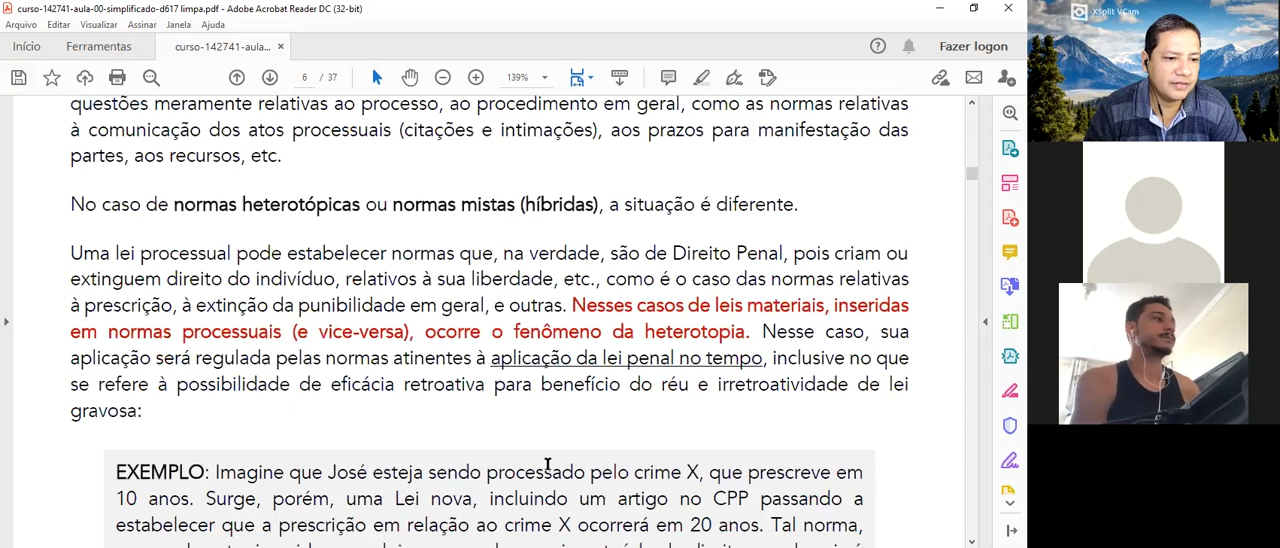 curso-142741-aula-00-simplificado-d617 limpa.pdf - Adobe Acrobat Reader DC (32-bit)
Arquivo Editar Visualizar Assinar Janela Ajuda
Início Ferramentas curso-142741-aula... × Fazer logon
6 / 37 139%
XSplit VCam
questões meramente relativas ao processo, ao procedimento em geral, como as normas relativas
à comunicação dos atos processuais (citações e intimações), aos prazos para manifestação das
partes, aos recursos, etc.
No caso de normas heterotópicas ou normas mistas (híbridas), a situação é diferente.
Uma lei processual pode estabelecer normas que, na verdade, são de Direito Penal, pois criam ou
extinguem direito do indivíduo, relativos à sua liberdade, etc., como é o caso das normas relativas
à prescrição, à extinção da punibilidade em geral, e outras. Nesses casos de leis materiais, inseridas
em normas processuais (e vice-versa), ocorre o fenômeno da heterotopia. Nesse caso, sua
aplicação será regulada pelas normas atinentes à aplicação da lei penal no tempo, inclusive no que
se refere à possibilidade de eficácia retroativa para benefício do réu e irretroatividade de lei
gravosa:
EXEMPLO: Imagine que José esteja sendo processado pelo crime X, que prescreve em
10 anos. Surge, porém, uma Lei nova, incluindo um artigo no CPP passando a
estabelecer que a prescrição em relação ao crime X ocorrerá em 20 anos. Tal norma,